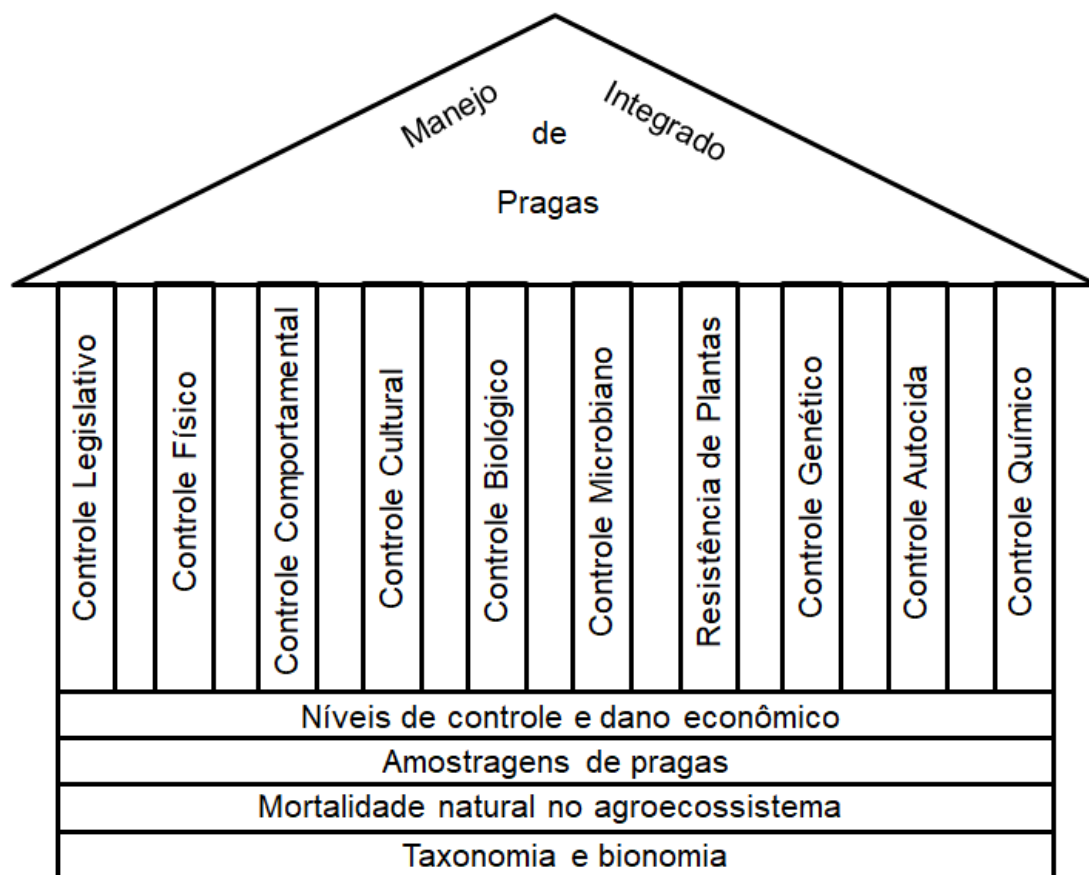 Manejo Integrado
de
Pragas
Controle Legislativo
Controle Físico
Controle Comportamental
Controle Cultural
Controle Biológico
Controle Microbiano
Resistência de Plantas
Controle Genético
Controle Autocida
Controle Químico
Níveis de controle e dano econômico
Amostragens de pragas
Mortalidade natural no agroecossistema
Taxonomia e bionomia